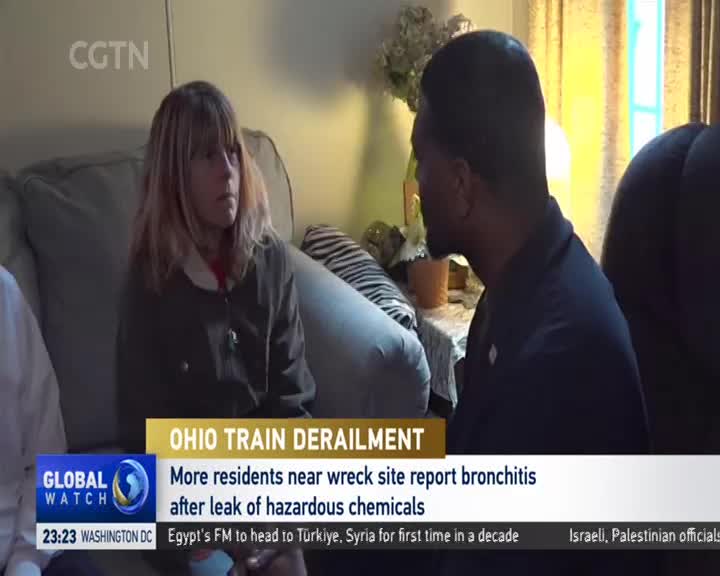 CGTN
OHIO TRAIN DERAILMENT
More residents near wreck site report bronchitis
after leak of hazardous chemicals
GLOBAL
WATCH
23:23 WASHINGTON DC
Egypt's FM to head to Türkiye, Syria for first time in a decade
Israeli, Palestinian officials